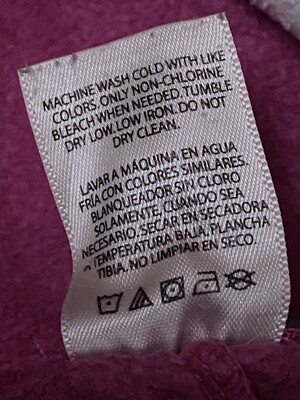 MACHINE WASH COLD WITH LIKE
COLORS, ONLY NON-CHLORINE
BLEACH WHEN NEEDED. TUMBLE
DRY LOW. LOW IRON. DO NOT
DRY CLEAN.
LAVAR A MÁQUINA EN AGUA
FRÍA CON COLORES SIMILARES.
BLANQUEADOR SIN CLORO
SOLAMENTE, CUANDO SEA
NECESARIO. SECAR EN SECADORA
A TEMPERATURA BAJA. PLANCHA
TIBIA. NO LIMPIAR EN SECO.